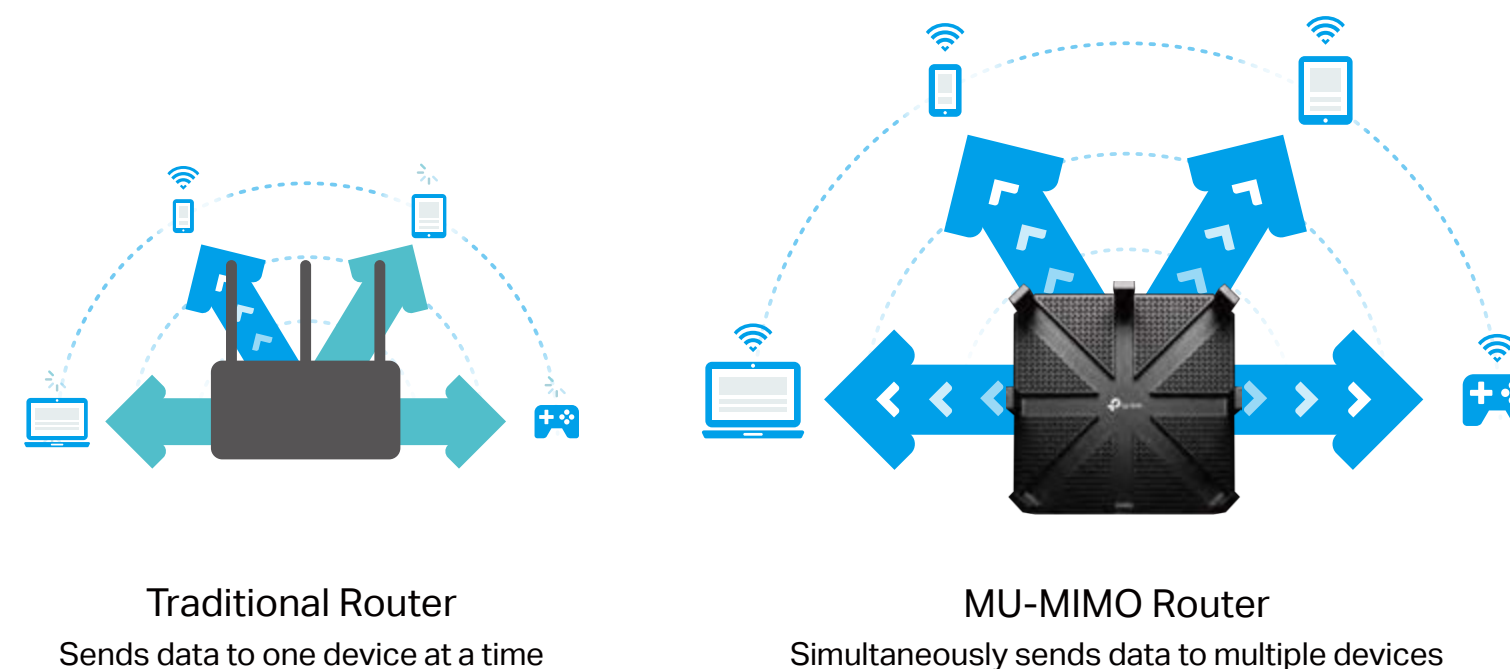 Traditional Router
Sends data to one device at a time
MU-MIMO Router
Simultaneously sends data to multiple devices